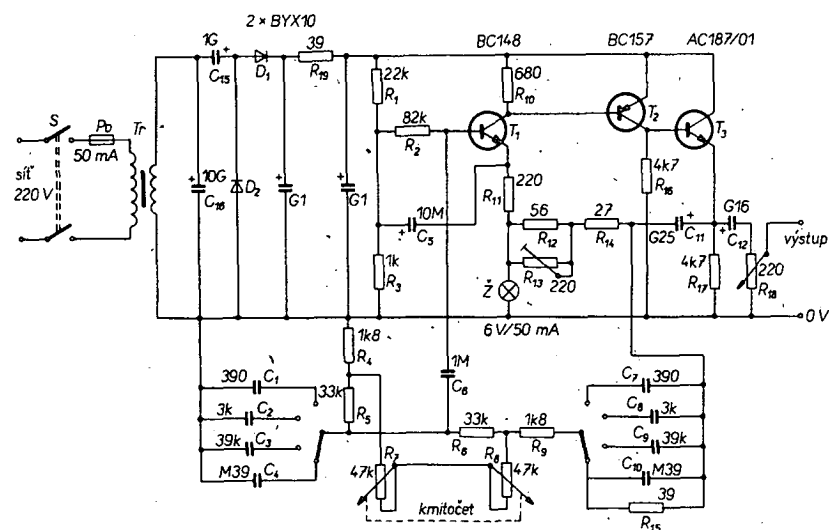 2 × BYX10
1G
C15
D1
39
R19
BC148
BC157
AC187/01
22k
R1
680
R10
82k
R2
T1
T2
T3
S
Po
50 mA
Tr
síť
220 V
10G
C16
D2
G1
G1
10M
C5
220
R11
4k7
R16
56
R12
27
R14
R13
220
G25
C11
G16
C12
výstup
1k
R3
Ž
6 V/50 mA
4k7
R17
220
R18
0 V
1k8
R4
33k
R5
1M
C6
390
C1
3k
C2
39k
C3
M39
C4
33k
R6
1k8
R9
R7
47k
R8
47k
kmitočet
C7
390
C8
3k
C9
39k
C10
M39
39
R15